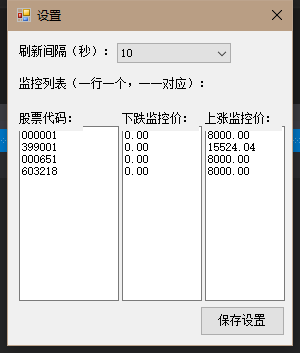 设置
刷新间隔（秒）： 10
监控列表（一行一个，一一对应）：
股票代码： 下跌监控价： 上涨监控价：
000001 0.00 8000.00
399001 0.00 15524.04
000651 0.00 8000.00
603218 0.00 8000.00
保存设置